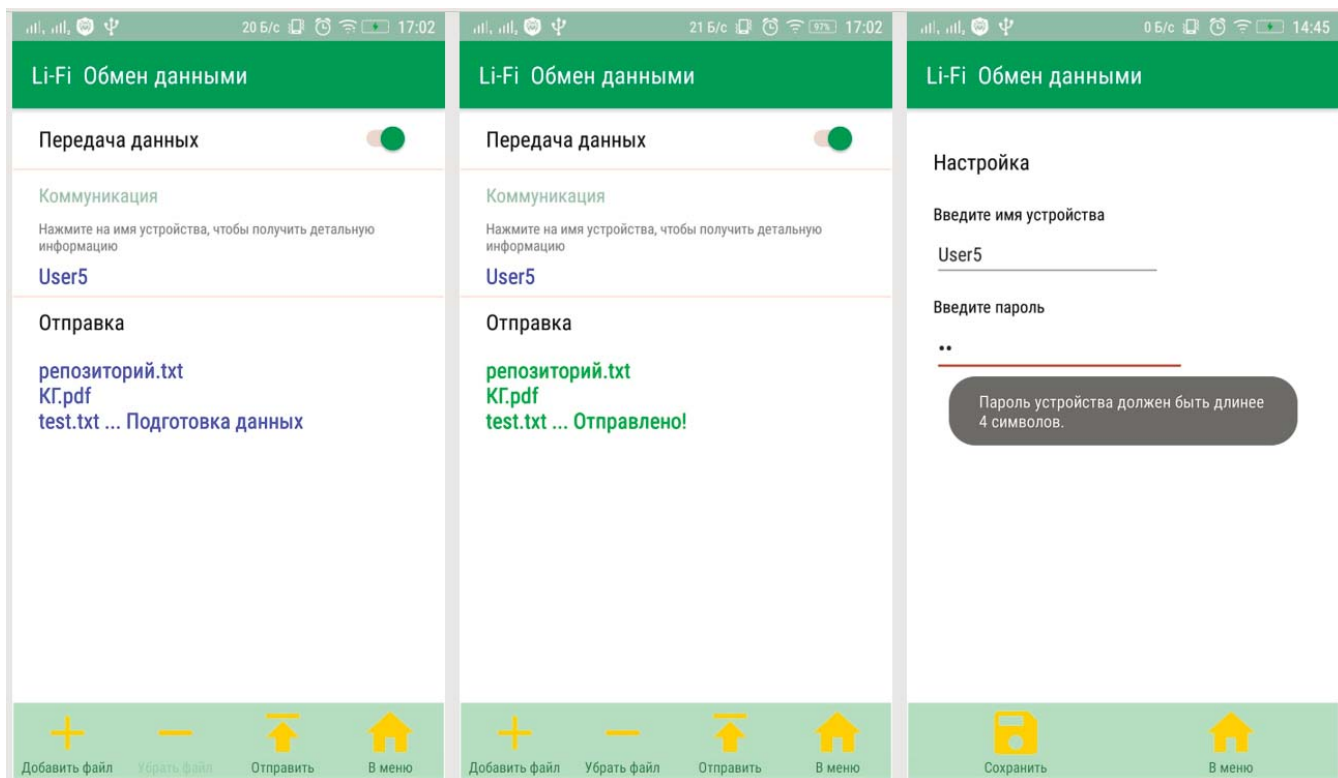 20 Б/с 17:02
Li-Fi Обмен данными
Передача данных
Коммуникация
Нажмите на имя устройства, чтобы получить детальную
информацию
User5
Отправка
репозиторий.txt
КГ.pdf
test.txt ... Подготовка данных
Добавить файл Убрать файл Отправить В меню
21 Б/с 97% 17:02
Li-Fi Обмен данными
Передача данных
Коммуникация
Нажмите на имя устройства, чтобы получить детальную
информацию
User5
Отправка
репозиторий.txt
КГ.pdf
test.txt ... Отправлено!
Добавить файл Убрать файл Отправить В меню
0 Б/с 14:45
Li-Fi Обмен данными
Настройка
Введите имя устройства
User5
Введите пароль
••
Пароль устройства должен быть длинее
4 символов.
Сохранить В меню